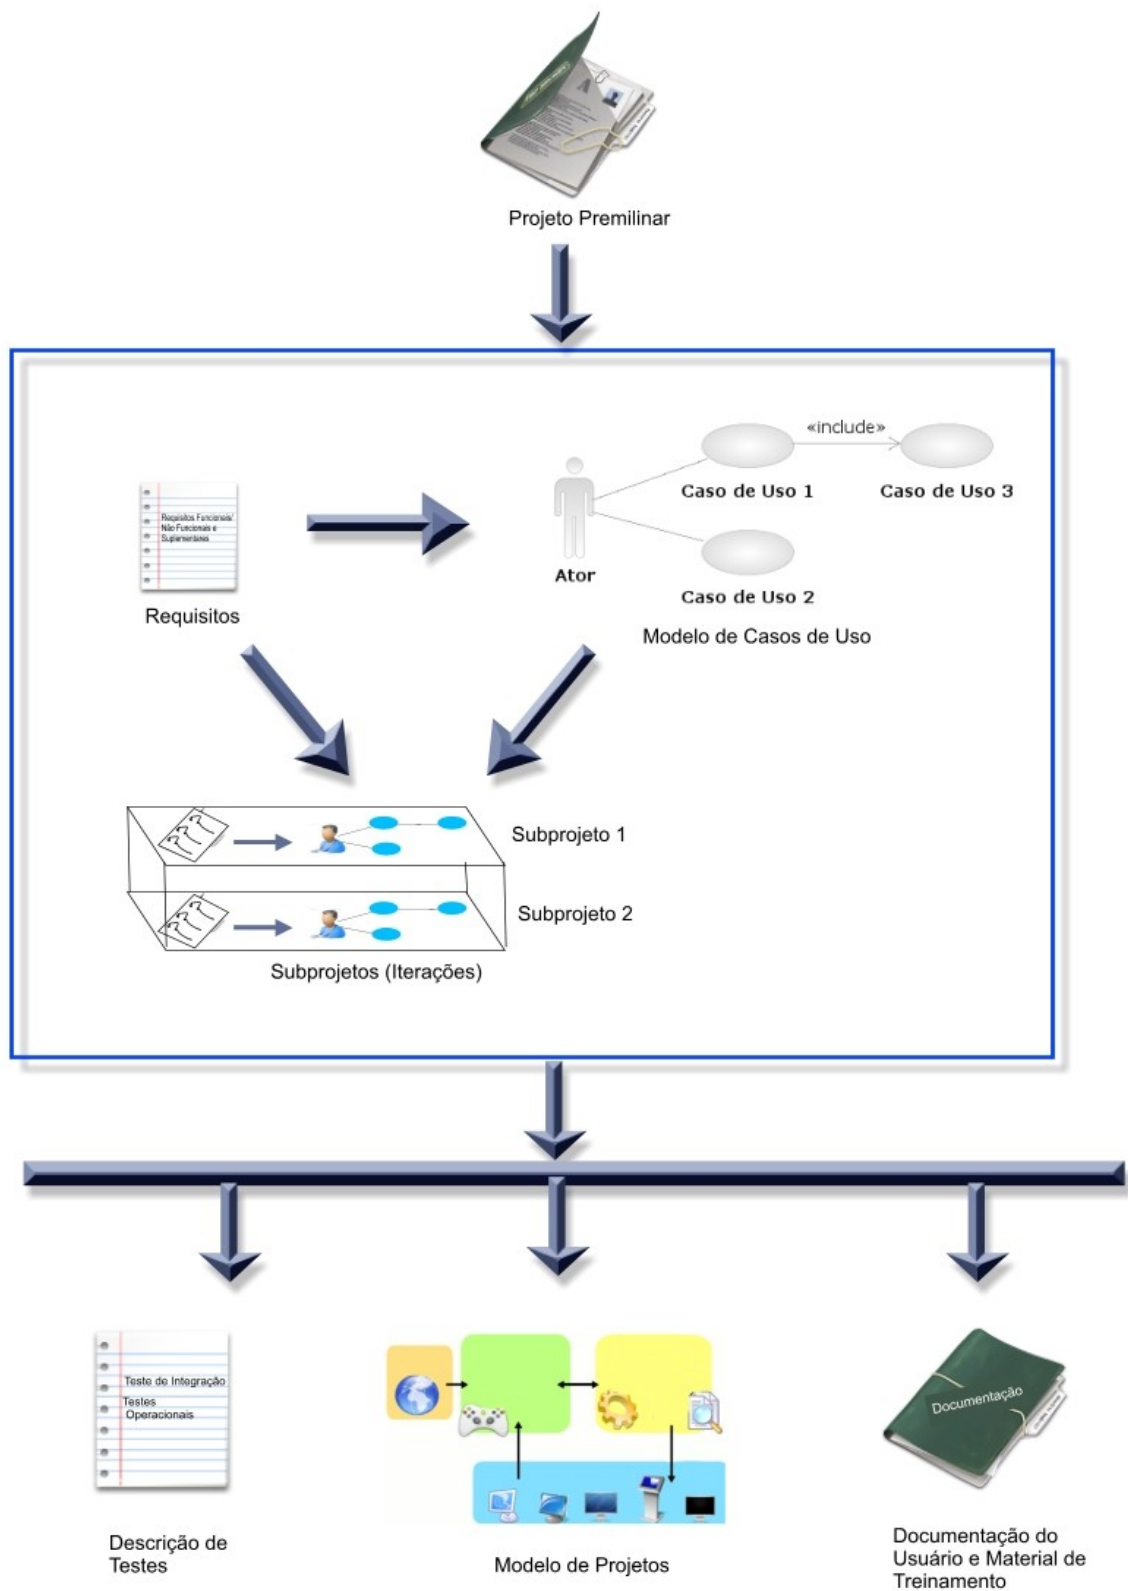 Projeto Premilinar
«include»
Caso de Uso 1
Caso de Uso 3
Requisitos Funcionais/
Não Funcionais e
Suplementares
Ator
Caso de Uso 2
Requisitos
Modelo de Casos de Uso
Subprojeto 1
Subprojeto 2
Subprojetos (Iterações)
Teste de Integração
Testes
Operacionais
Documentação
Descrição de
Testes
Modelo de Projetos
Documentação do
Usuário e Material de
Treinamento